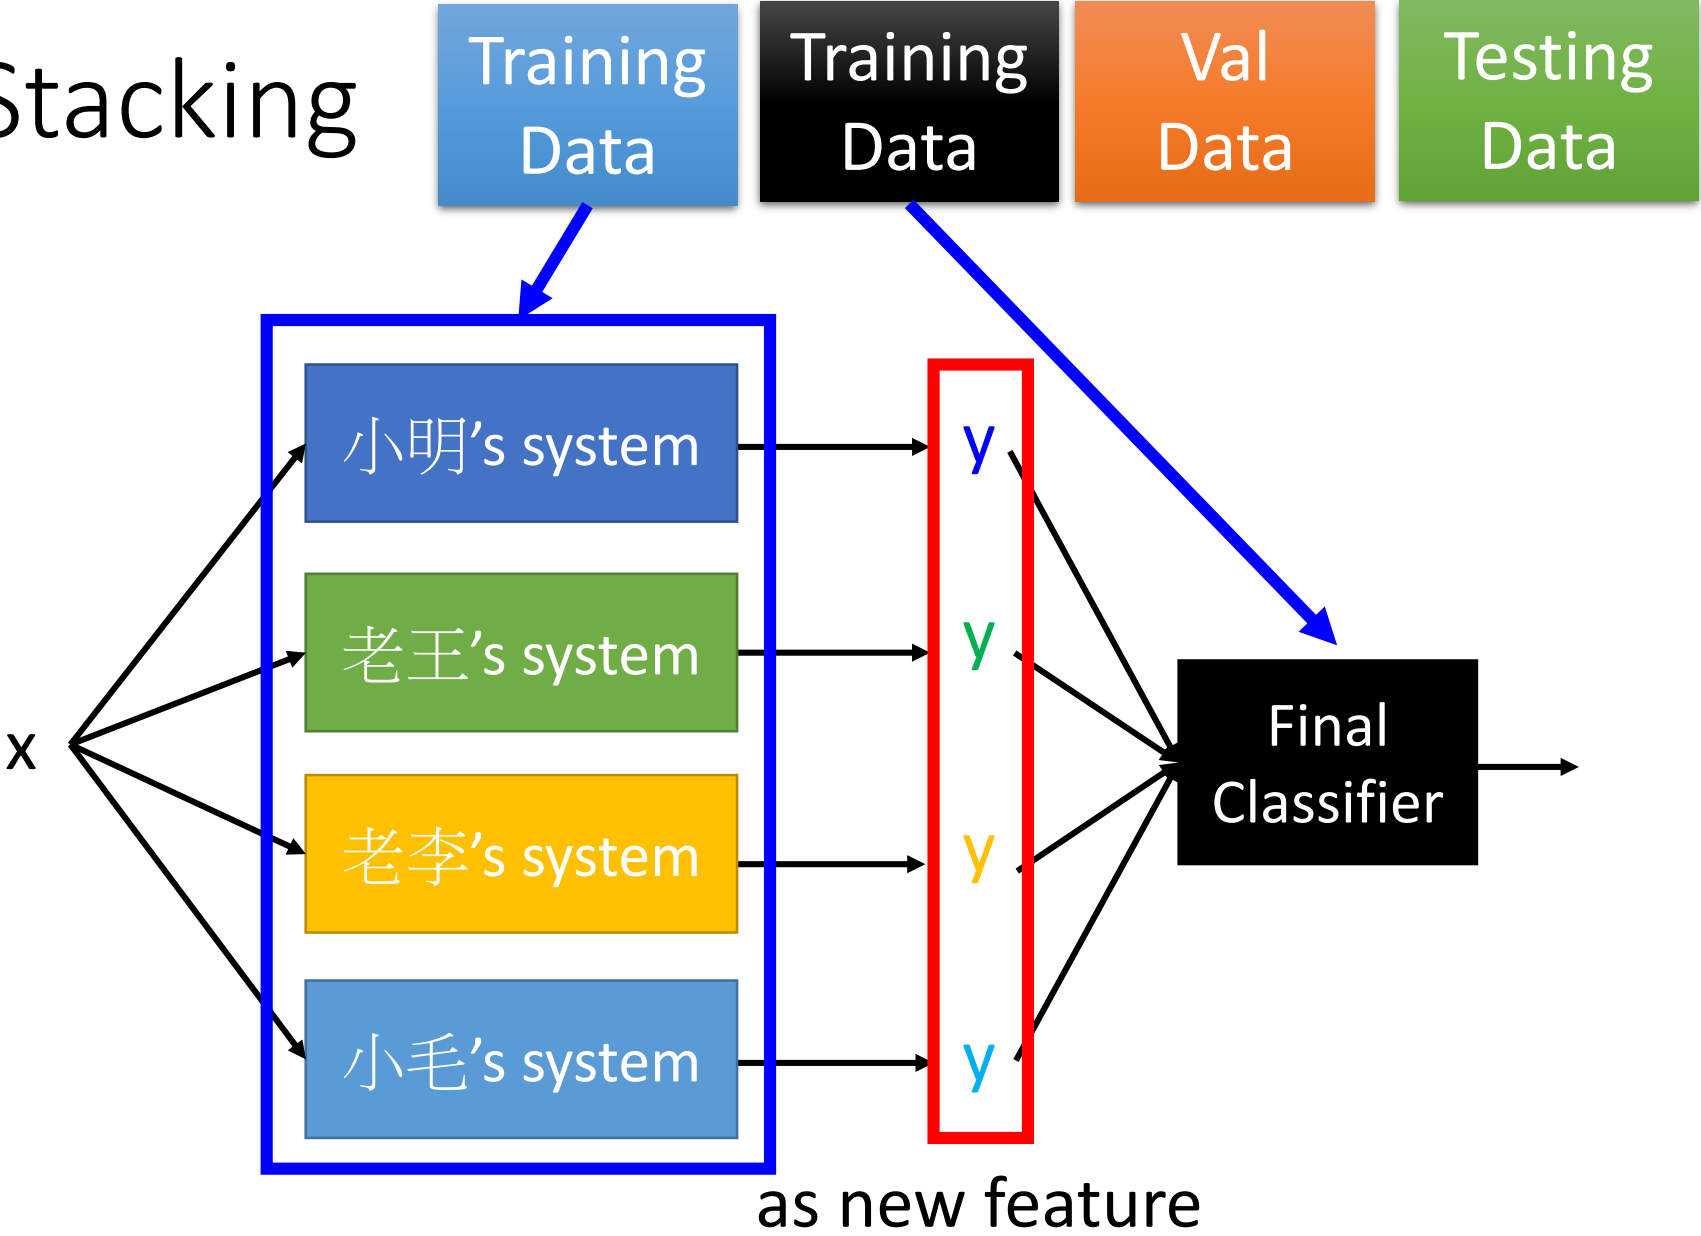 Stacking
Training
Data
Training
Data
Val
Data
Testing
Data
小明’s system
老王’s system
老李’s system
小毛’s system
x
y
y
y
y
Final
Classifier
as new feature